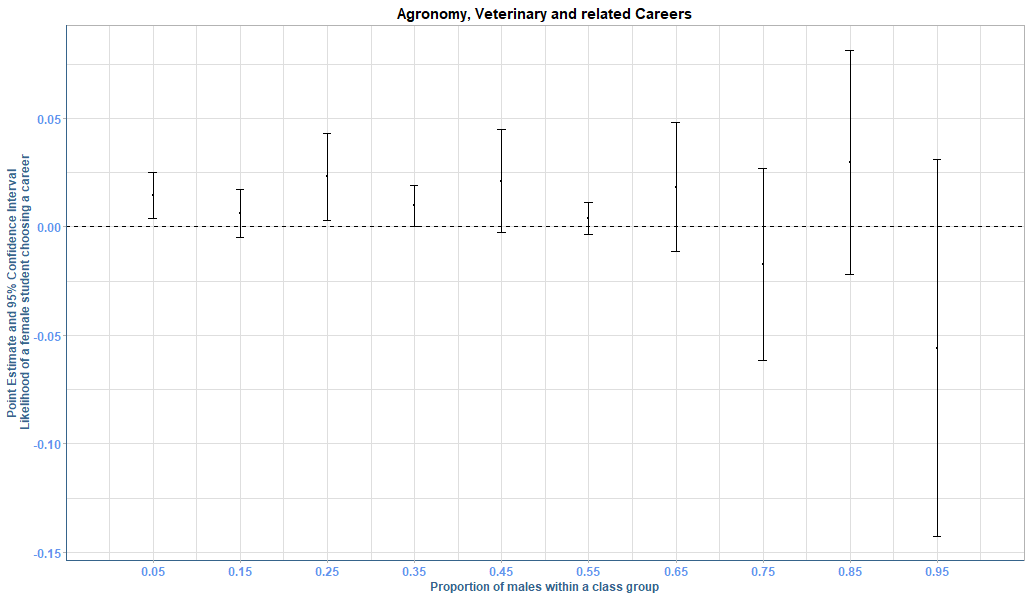 Agronomy, Veterinary and related Careers
Point Estimate and 95% Confidence Interval
Likelihood of a female student choosing a career
0.05
0.00
-0.05
-0.10
-0.15
0.05 0.15 0.25 0.35 0.45 0.55 0.65 0.75 0.85 0.95
Proportion of males within a class group